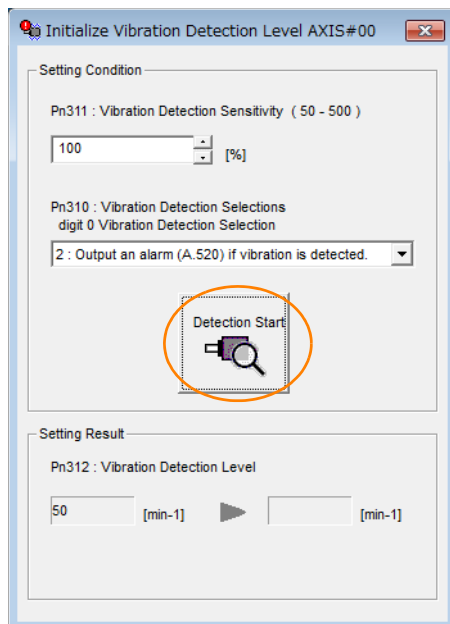 Initialize Vibration Detection Level AXIS#00
Setting Condition
Pn311 : Vibration Detection Sensitivity ( 50 - 500 )
100
[%]
Pn310 : Vibration Detection Selections
digit 0 Vibration Detection Selection
2 : Output an alarm (A.520) if vibration is detected.
Detection Start
Setting Result
Pn312 : Vibration Detection Level
50 [min-1] [min-1]